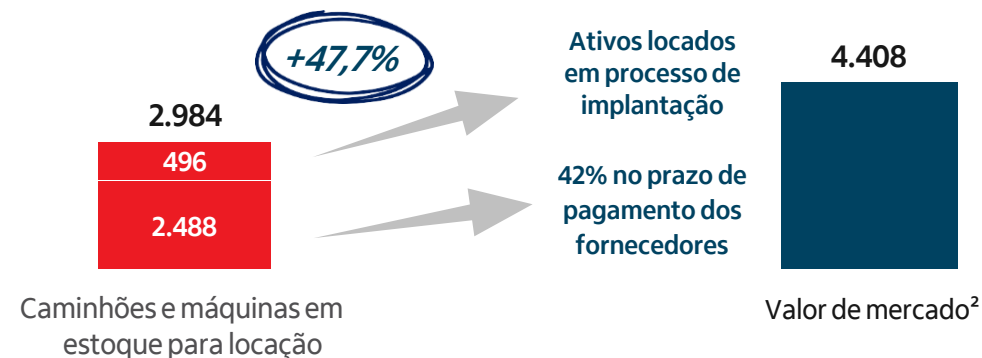 +47,7%
2.984
496
2.488
Caminhões e máquinas em
estoque para locação
Ativos locados
em processo de
implantação
42% no prazo de
pagamento dos
fornecedores
4.408
Valor de mercado²